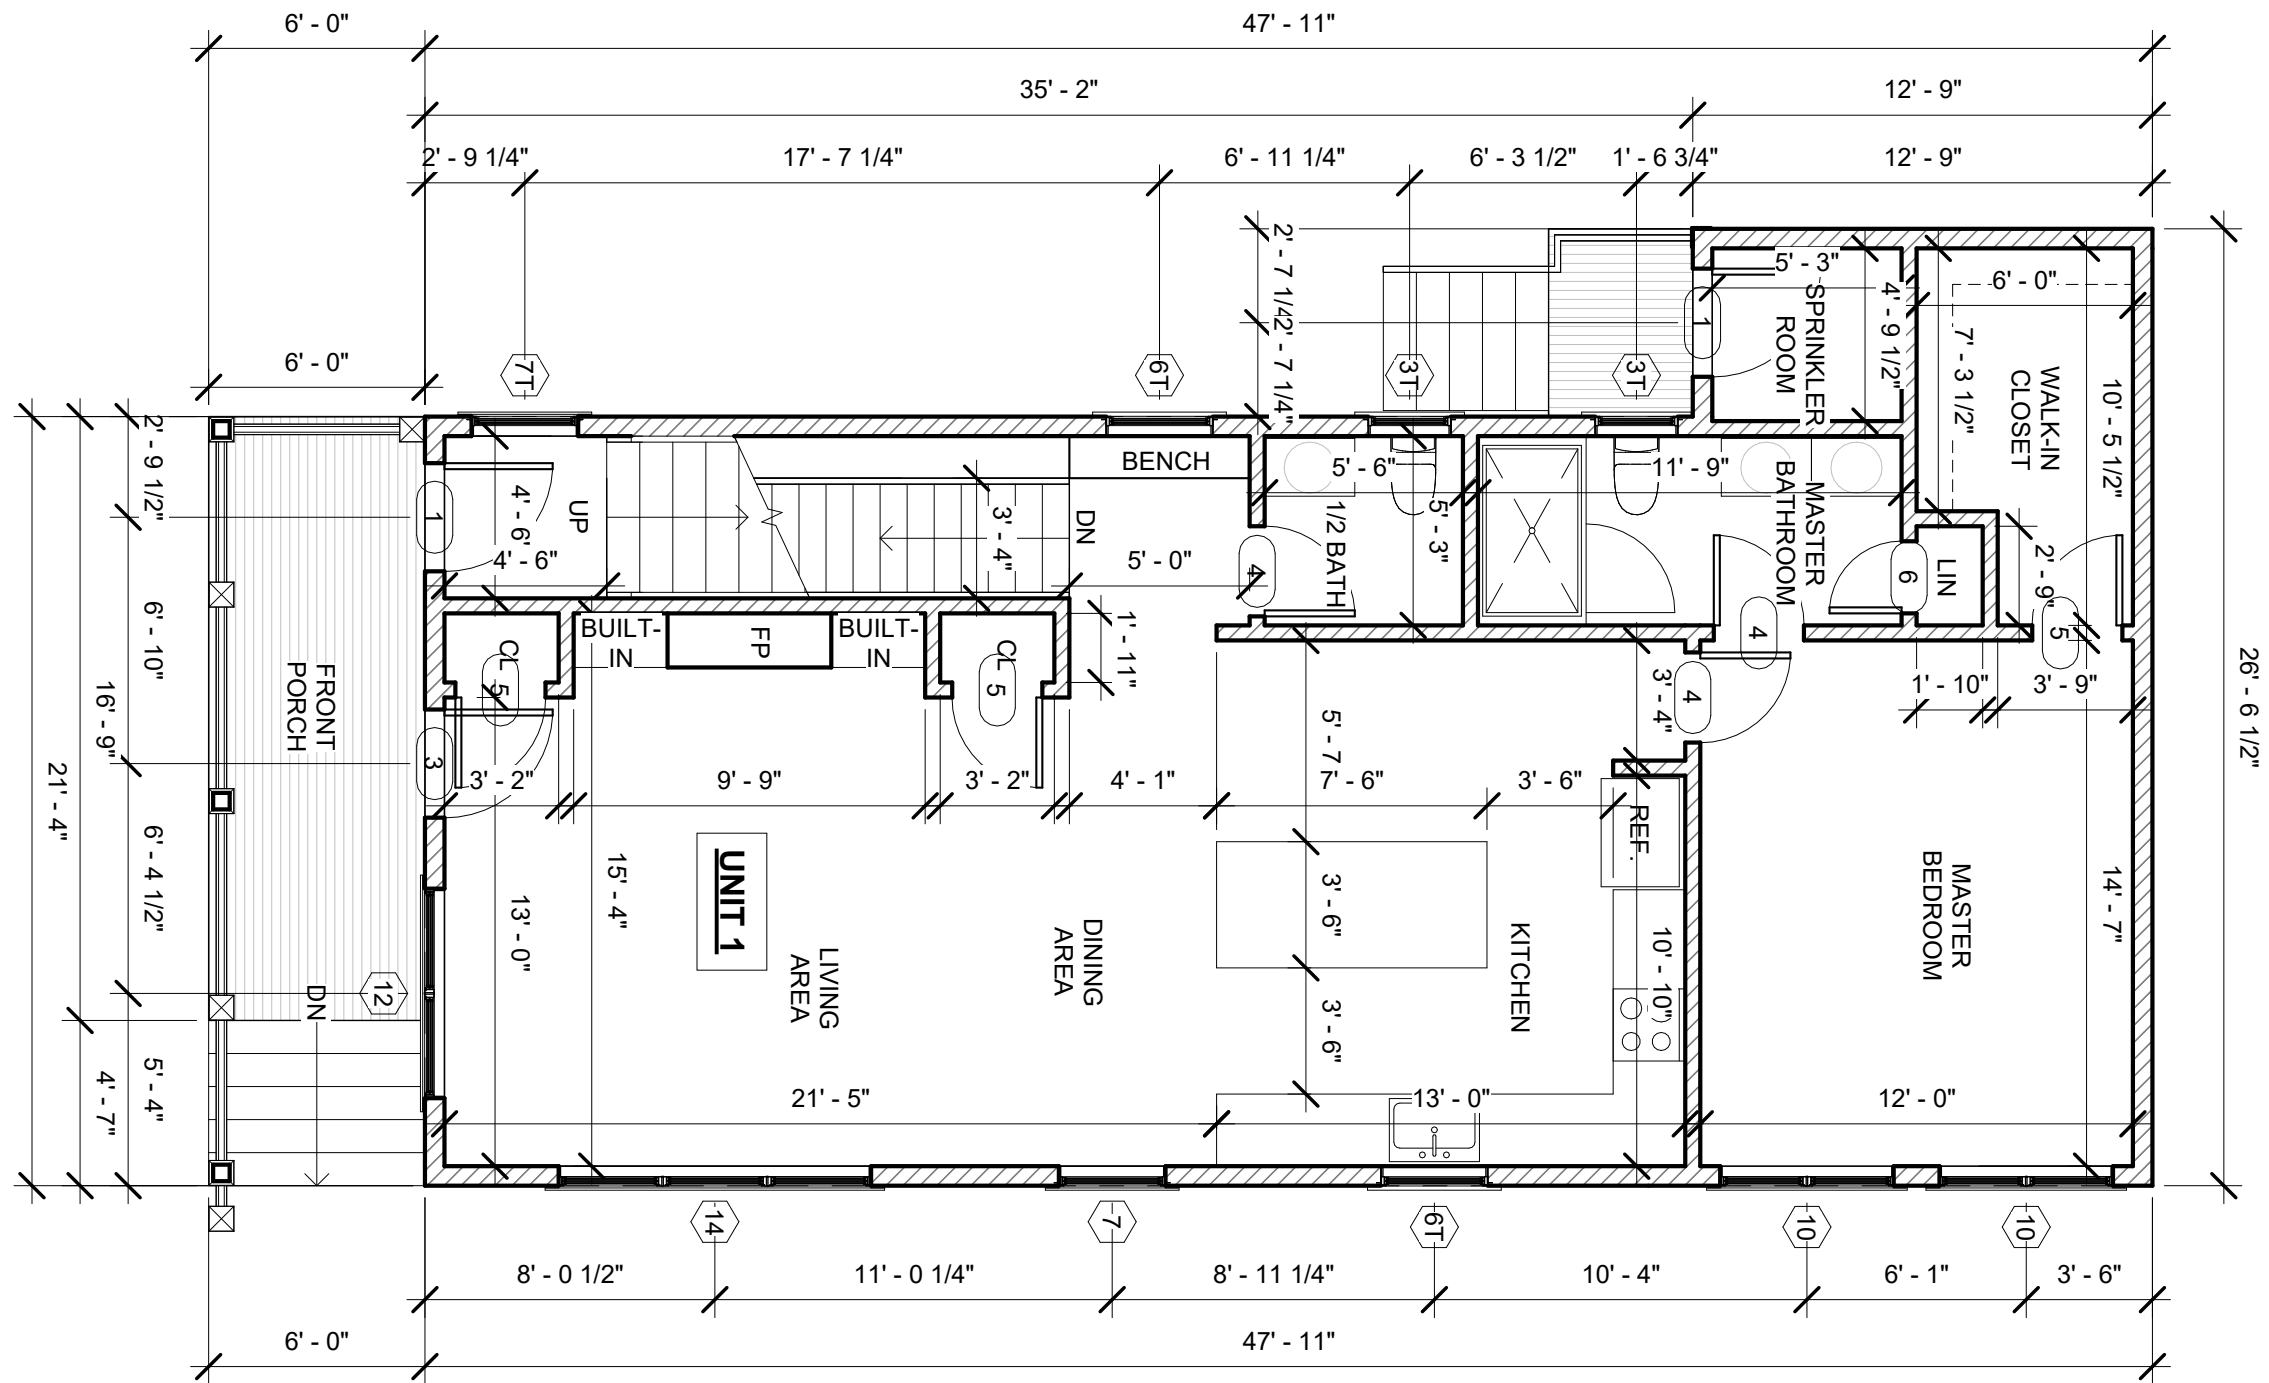 6' - 0"
47' - 11"
35' - 2"
12' - 9"
2' - 9 1/4"
17' - 7 1/4"
6' - 11 1/4"
6' - 3 1/2"
1' - 6 3/4"
12' - 9"
2' - 7 1/4"
2' - 7 1/4"
6' - 0"
7T
6T
3T
3T
1
5' - 3"
SPRINKLER
ROOM
4' - 9 1/2"
6' - 0"
7' - 3 1/2"
WALK-IN
CLOSET
10' - 5 1/2"
2' - 9 1/2"
1
4' - 6"
UP
4' - 6"
BENCH
3' - 4"
DN
5' - 0"
4
5' - 6"
1/2 BATH
5' - 3"
11' - 9"
MASTER
BATHROOM
6
LIN
2' - 9"
4
5
6' - 10"
16' - 9"
21' - 4"
FRONT
PORCH
CL
5
BUILT-
IN
FP
BUILT-
IN
CL
5
1' - 11"
3' - 4"
4
1' - 10"
3' - 9"
26' - 6 1/2"
3
3' - 2"
9' - 9"
3' - 2"
4' - 1"
5' - 7"
7' - 6"
3' - 6"
REF.
UNIT 1
15' - 4"
13' - 0"
LIVING
AREA
DINING
AREA
3' - 6"
3' - 6"
KITCHEN
10' - 10"
MASTER
BEDROOM
14' - 7"
6' - 4 1/2"
12
DN
5' - 4"
4' - 7"
21' - 5"
13' - 0"
12' - 0"
14
7
6T
10
10
8' - 0 1/2"
11' - 0 1/4"
8' - 11 1/4"
10' - 4"
6' - 1"
3' - 6"
6' - 0"
47' - 11"